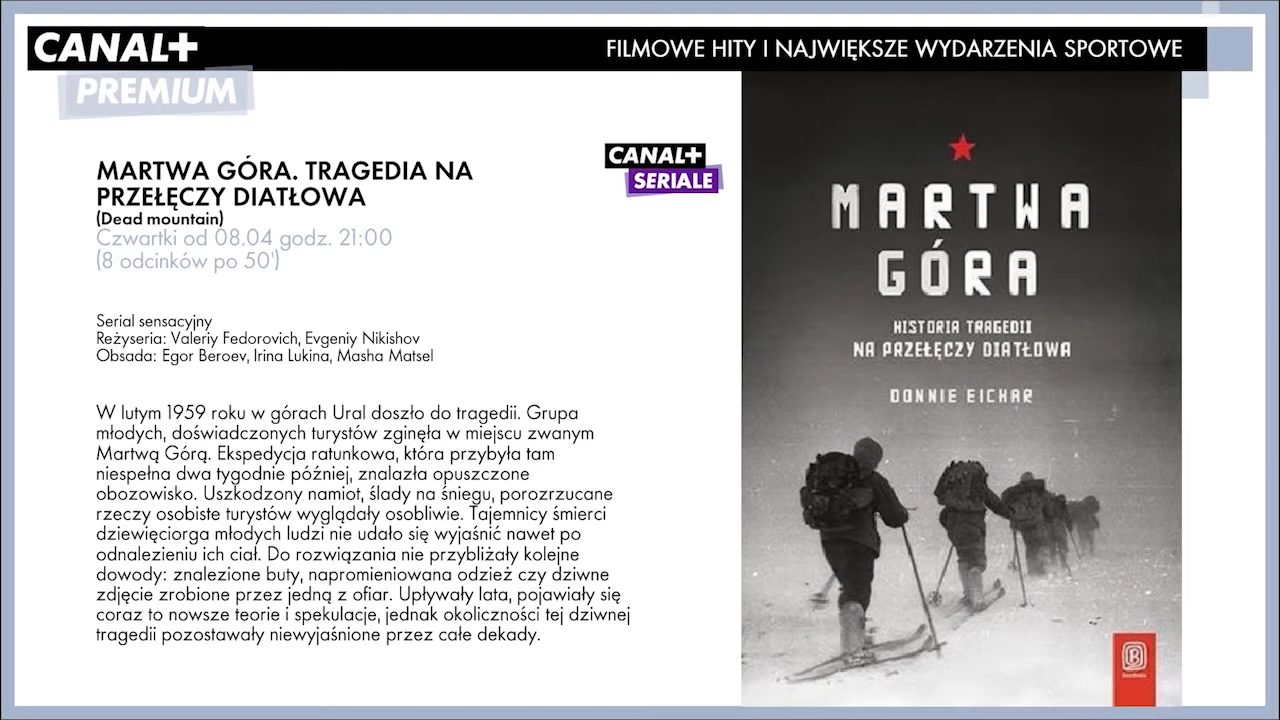 CANAL+
PREMIUM
FILMOWE HITY I NAJWIĘKSZE WYDARZENIA SPORTOWE
MARTWA GÓRA. TRAGEDIA NA
PRZEŁĘCZY DIATŁOWA
(Dead mountain)
Czwartki od 08.04 godz. 21:00
(8 odcinków po 50')
CANAL+
SERIALE
Serial sensacyjny
Reżyseria: Valeriy Fedorovich, Evgeniy Nikishov
Obsada: Egor Beroev, Irina Lukina, Masha Matsel
W lutym 1959 roku w górach Ural doszło do tragedii. Grupa
młodych, doświadczonych turystów zginęła w miejscu zwanym
Martwą Górą. Ekspedycja ratunkowa, która przybyła tam
niespełna dwa tygodnie później, znalazła opuszczone
obozowisko. Uszkodzony namiot, ślady na śniegu, porozrzucane
rzeczy osobiste turystów wyglądały osobliwie. Tajemnicy śmierci
dziewięciorga młodych ludzi nie udało się wyjaśnić nawet po
odnalezieniu ich ciał. Do rozwiązania nie przybliżały kolejne
dowody: znalezione buty, napromieniowana odzież czy dziwne
zdjęcie zrobione przez jedną z ofiar. Upływały lata, pojawiały się
coraz to nowsze teorie i spekulacje, jednak okoliczności tej dziwnej
tragedii pozostawały niewyjaśnione przez całe dekady.
MARTWA
GÓRA
HISTORIA TRAGEDII
NA PRZEŁĘCZY DIATŁOWA
DONNIE EICHAR
B
Bezdroża